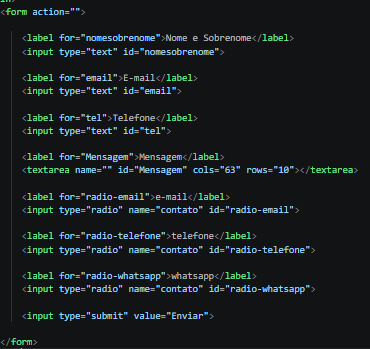 <form action="">
<label for="nomesobrenome">Nome e Sobrenome</label>
<input type="text" id="nomesobrenome">
<label for="email">E-mail</label>
<input type="text" id="email">
<label for="tel">Telefone</label>
<input type="text" id="tel">
<label for="Mensagem">Mensagem</label>
<textarea name="" id="Mensagem" cols="63" rows="10"></textarea>
<label for="radio-email">e-mail</label>
<input type="radio" name="contato" id="radio-email">
<label for="radio-telefone">telefone</label>
<input type="radio" name="contato" id="radio-telefone">
<label for="radio-whatsapp">whatsapp</label>
<input type="radio" name="contato" id="radio-whatsapp">
<input type="submit" value="Enviar">
</form>